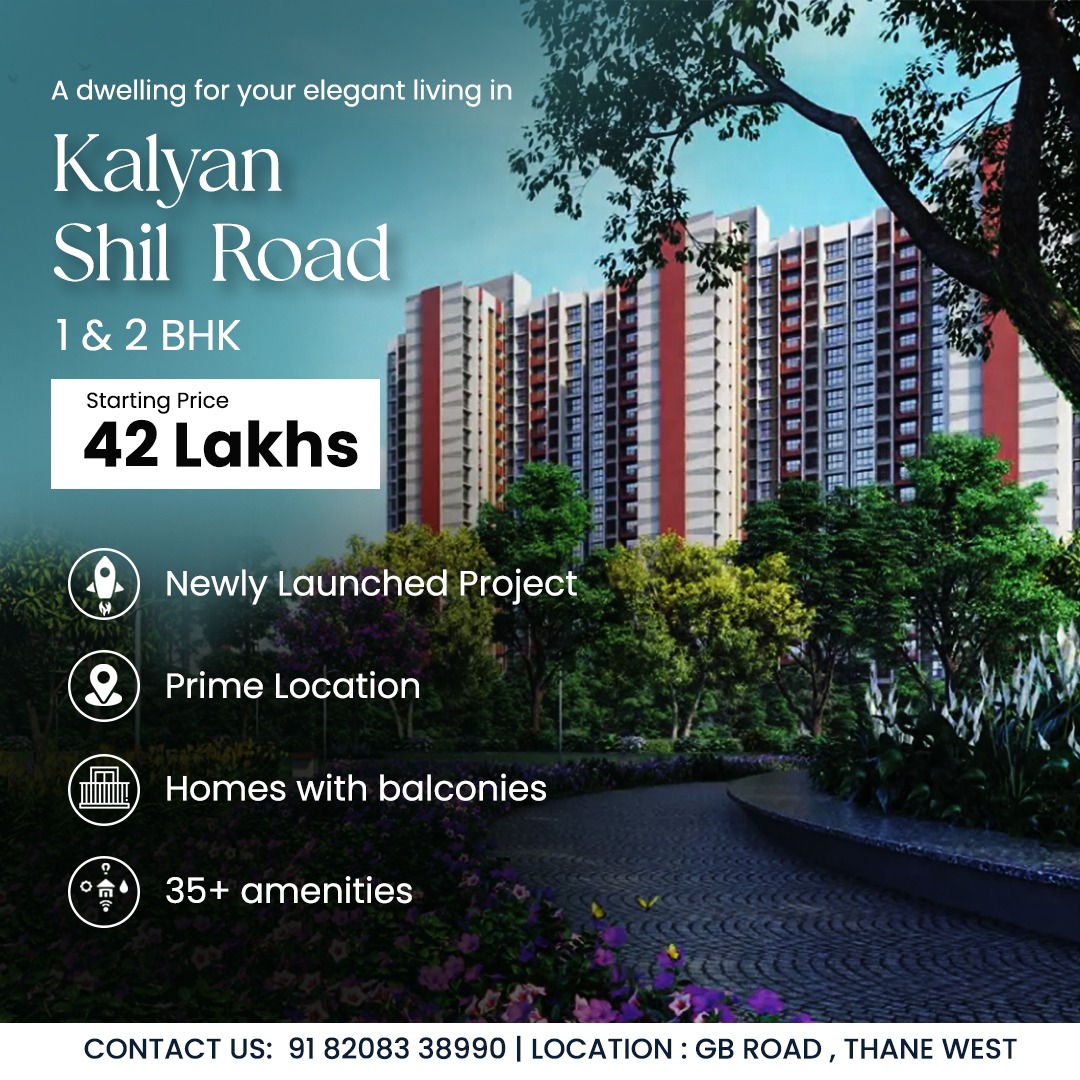 A dwelling for your elegant living in
Kalyan
Shil Road
1 & 2 BHK
Starting Price
42 Lakhs
Newly Launched Project
Prime Location
Homes with balconies
35+ amenities
CONTACT US: 91 82083 38990 | LOCATION : GB ROAD , THANE WEST